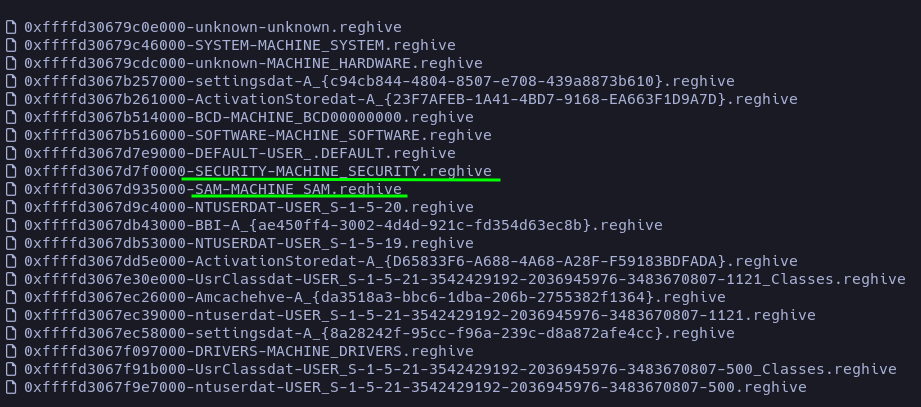 0xffffd30679c0e000-unknown-unknown.reghive
0xffffd30679c46000-SYSTEM-MACHINE_SYSTEM.reghive
0xffffd30679cdc000-unknown-MACHINE_HARDWARE.reghive
0xffffd3067b257000-settingsdat-A_{c94cb844-4804-8507-e708-439a8873b610}.reghive
0xffffd3067b261000-ActivationStoredat-A_{23F7AFEB-1A41-4BD7-9168-EA663F1D9A7D}.reghive
0xffffd3067b514000-BCD-MACHINE_BCD00000000.reghive
0xffffd3067b516000-SOFTWARE-MACHINE_SOFTWARE.reghive
0xffffd3067d7e9000-DEFAULT-USER_.DEFAULT.reghive
0xffffd3067d7f0000-SECURITY-MACHINE_SECURITY.reghive
0xffffd3067d935000-SAM-MACHINE_SAM.reghive
0xffffd3067d9c4000-NTUSERDAT-USER_S-1-5-20.reghive
0xffffd3067db43000-BBI-A_{ae450ff4-3002-4d4d-921c-fd354d63ec8b}.reghive
0xffffd3067db53000-NTUSERDAT-USER_S-1-5-19.reghive
0xffffd3067dd5e000-ActivationStoredat-A_{D65833F6-A688-4A68-A28F-F59183BDFADA}.reghive
0xffffd3067e30e000-UsrClassdat-USER_S-1-5-21-3542429192-2036945976-3483670807-1121_Classes.reghive
0xffffd3067ec26000-Amcachehve-A_{da3518a3-bbc6-1dba-206b-2755382f1364}.reghive
0xffffd3067ec39000-ntuserdat-USER_S-1-5-21-3542429192-2036945976-3483670807-1121.reghive
0xffffd3067ec58000-settingsdat-A_{8a28242f-95cc-f96a-239c-d8a872afe4cc}.reghive
0xffffd3067f097000-DRIVERS-MACHINE_DRIVERS.reghive
0xffffd3067f91b000-UsrClassdat-USER_S-1-5-21-3542429192-2036945976-3483670807-500_Classes.reghive
0xffffd3067f9e7000-ntuserdat-USER_S-1-5-21-3542429192-2036945976-3483670807-500.reghive